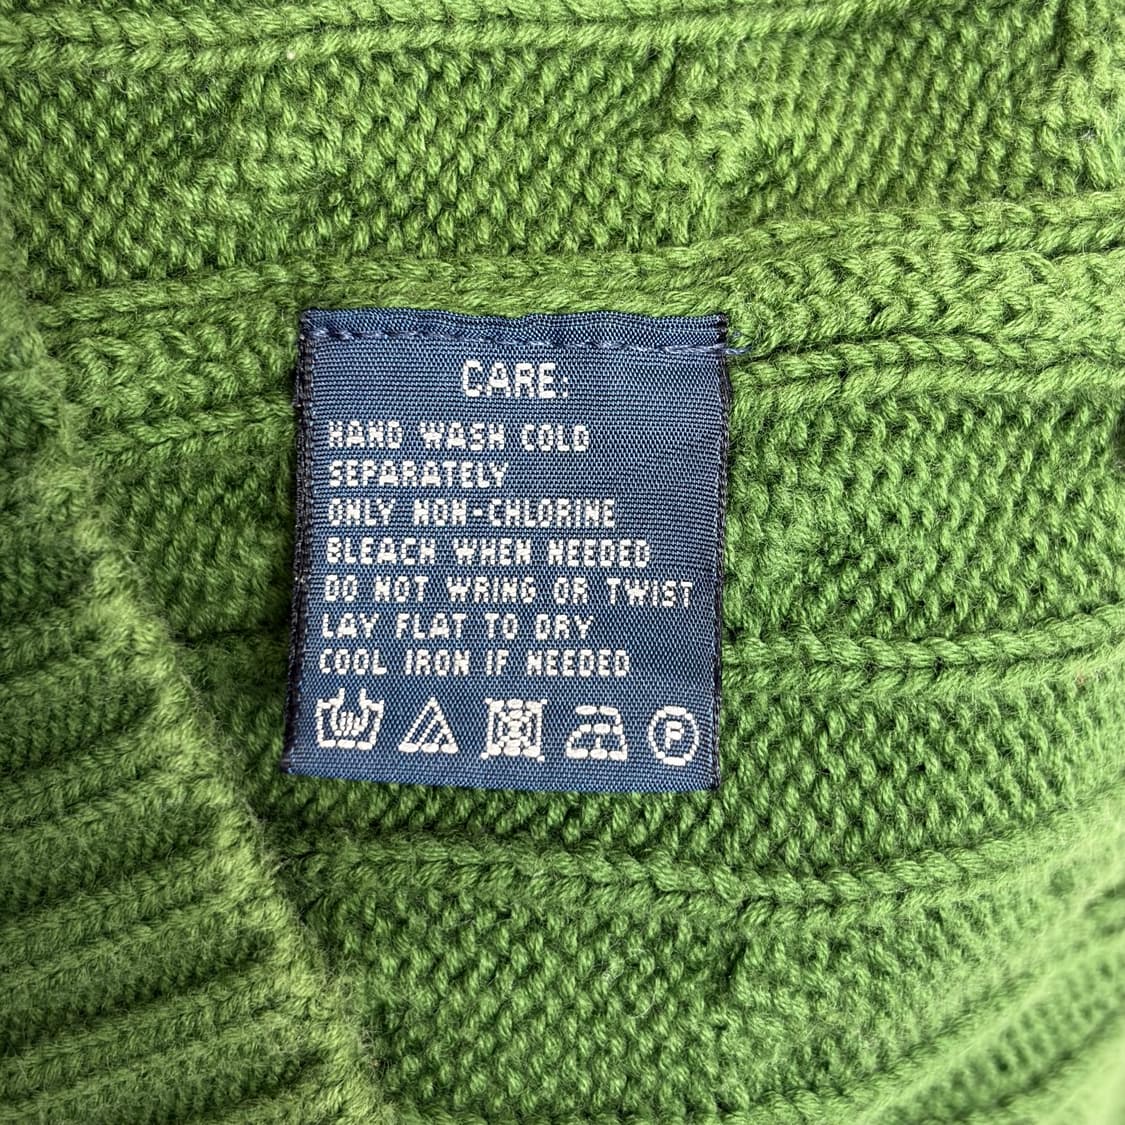 CARE:
HAND WASH COLD
SEPARATELY
ONLY NON-CHLORINE
BLEACH WHEN NEEDED
DO NOT WRING OR TWIST
LAY FLAT TO DRY
COOL IRON IF NEEDED
P